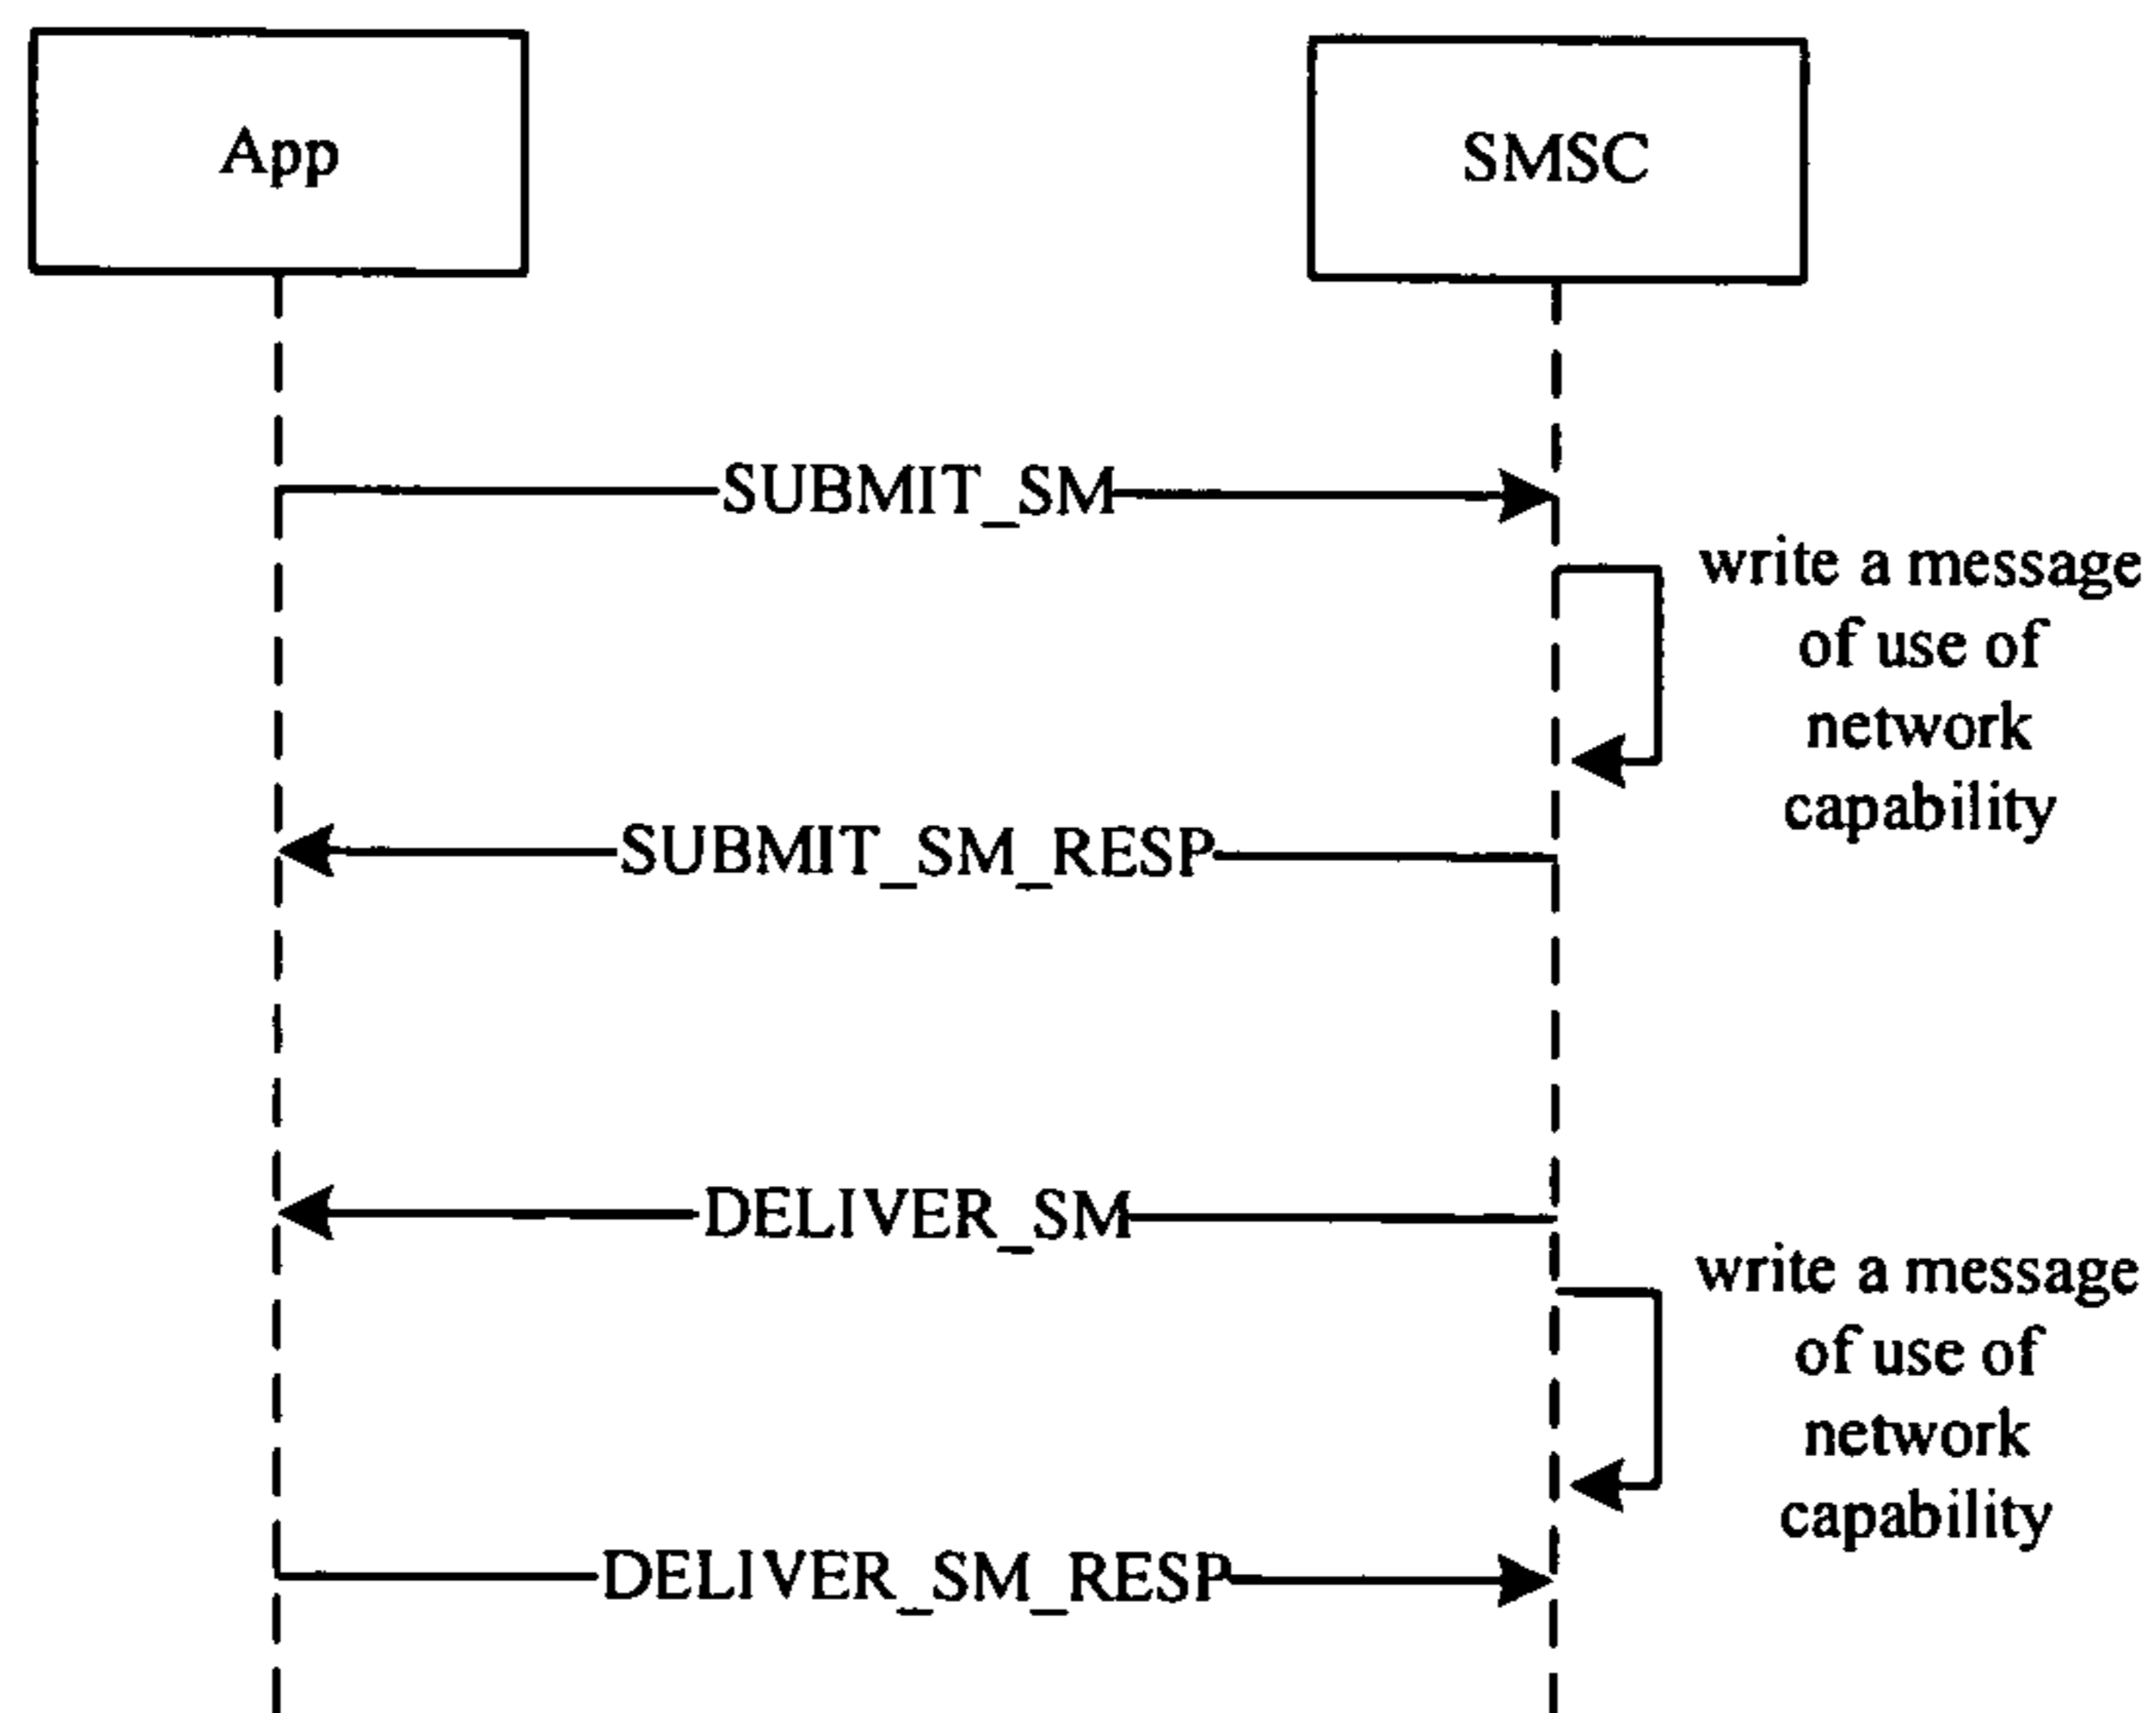 App
SMSC
SUBMIT_SM
write a message
of use of
network
capability
SUBMIT_SM_RESP
DELIVER_SM
write a message
of use of
network
capability
DELIVER_SM_RESP